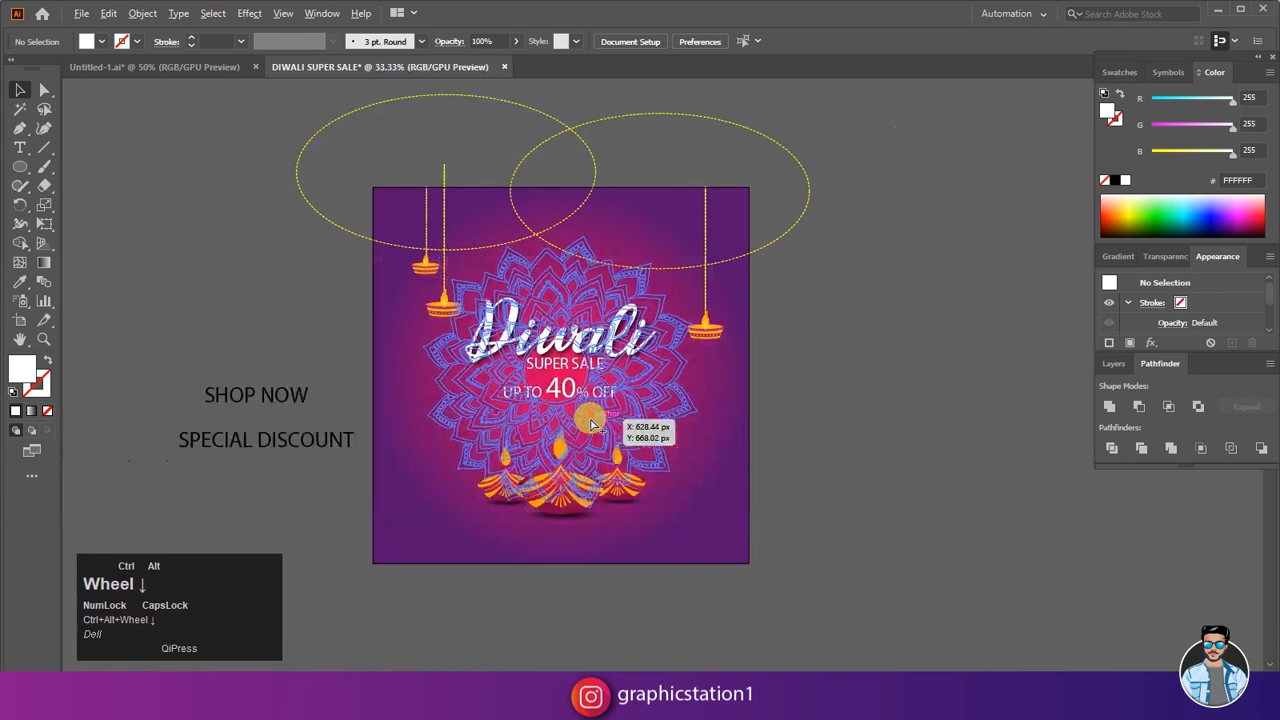 Ai File Edit Object Type Select Effect View Window Help Automation Search Adobe Stock
No Selection Stroke: 3 pt. Round Opacity: 100% Style: Document Setup Preferences
Untitled-1.ai* @ 50% (RGB/GPU Preview) × DIWALI SUPER SALE* @ 33.33% (RGB/GPU Preview) ×
Swatches Symbols Color
R 255
G 255
B 255
# FFFFFF
Gradient Transparenc Appearance
No Selection
Stroke:
Opacity: Default
fx
Layers Pathfinder
Shape Modes:
Expand
Pathfinders:
Diwali
SUPER SALE
UP TO 40% OFF
SHOP NOW
SPECIAL DISCOUNT
X: 628.44 px
Y: 668.02 px
Ctrl Alt
Wheel ↓
NumLock CapsLock
Ctrl+Alt+Wheel ↓
Dell
QiPress
graphicstation1